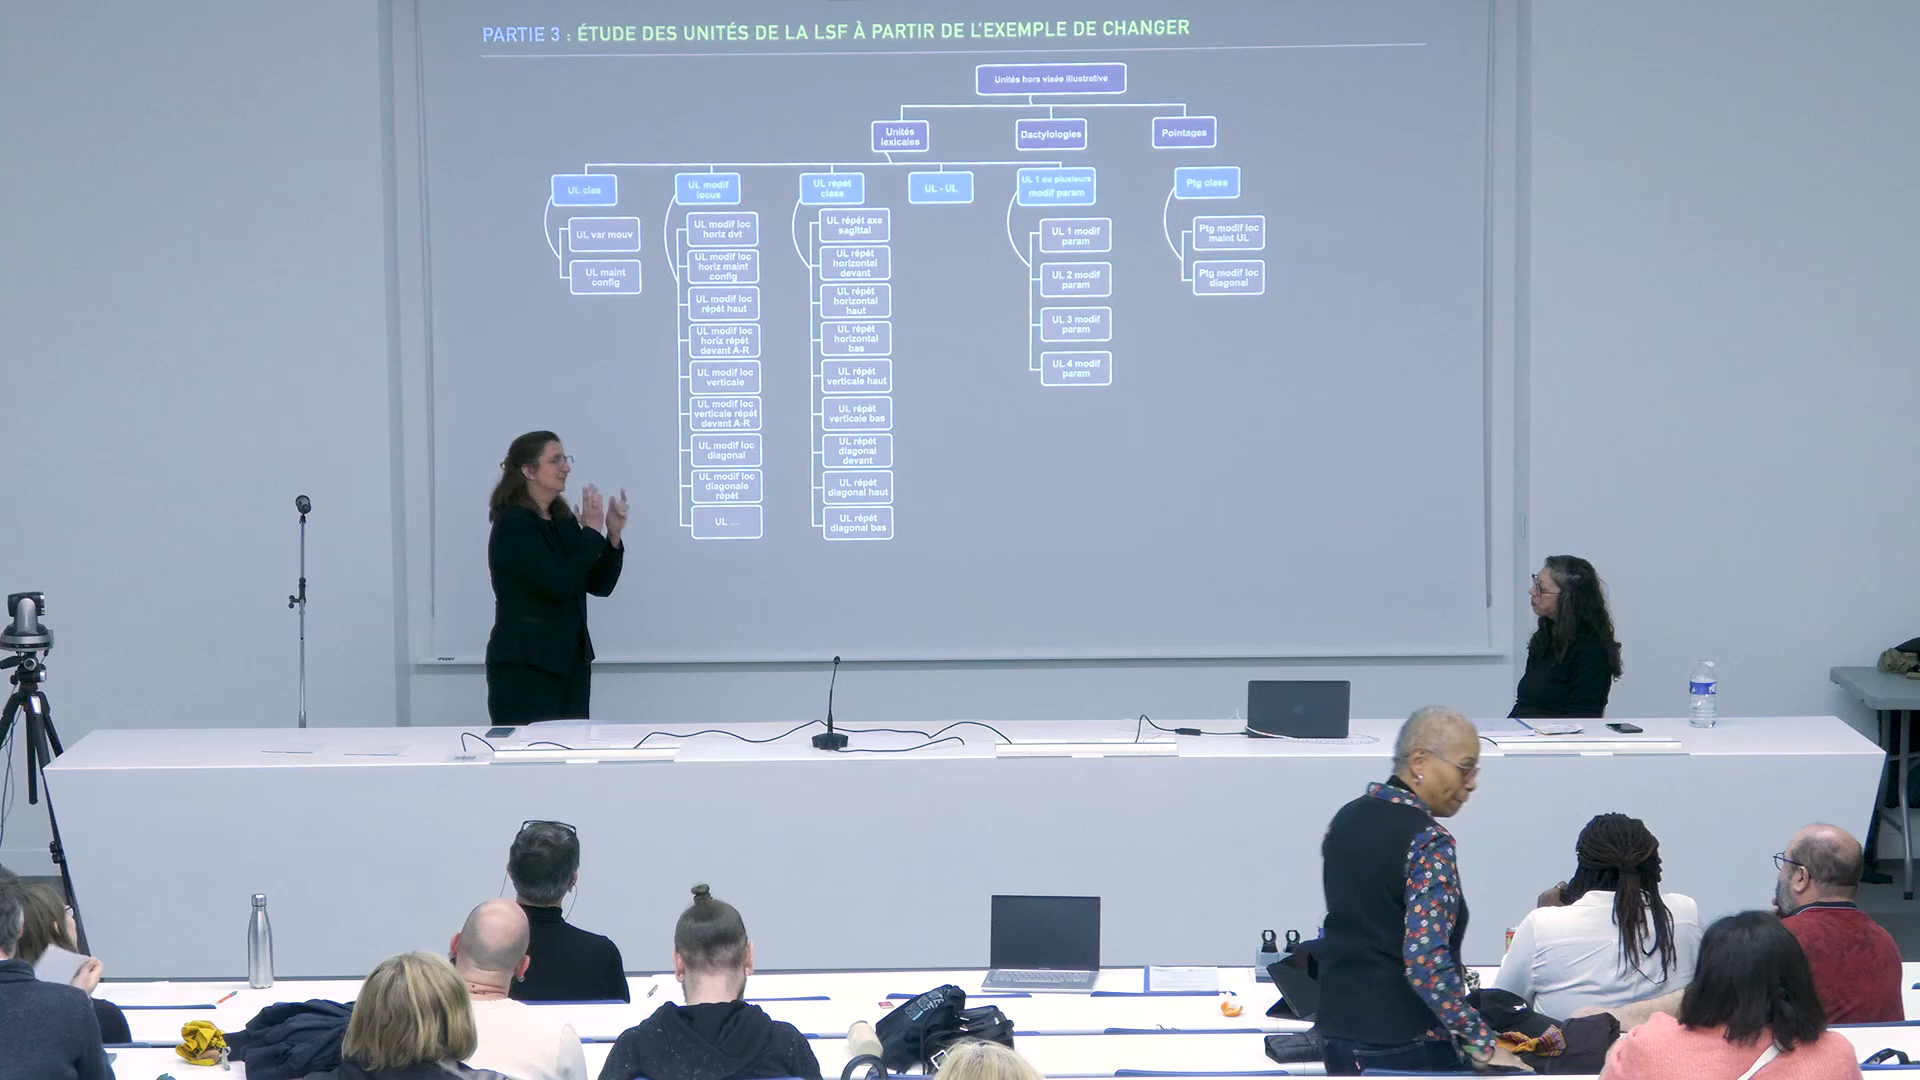 PARTIE 3 : ÉTUDE DES UNITÉS DE LA LSF À PARTIR DE L'EXEMPLE DE CHANGER
Unités hors visée illustrative
Unités
lexicales
Dactylologies
Pointages
UL clas
UL var mouv
UL maint
config
UL modif
locus
UL modif loc
horiz dvt
UL modif loc
horiz maint
config
UL modif loc
répét haut
UL modif loc
horiz répét
devant A-R
UL modif loc
verticale
UL modif loc
verticale répét
devant A-R
UL modif loc
diagonal
UL modif loc
diagonale
répét
UL ...
UL répét
class
UL répét axe
sagittal
UL répét
horizontal
devant
UL répét
horizontal
haut
UL répét
horizontal
bas
UL répét
verticale haut
UL répét
verticale bas
UL répét
diagonal
devant
UL répét
diagonal haut
UL répét
diagonal bas
UL - UL
UL 1 ou plusieurs
modif param
UL 1 modif
param
UL 2 modif
param
UL 3 modif
param
UL 4 modif
param
Ptg class
Ptg modif loc
maint UL
Ptg modif loc
diagonal